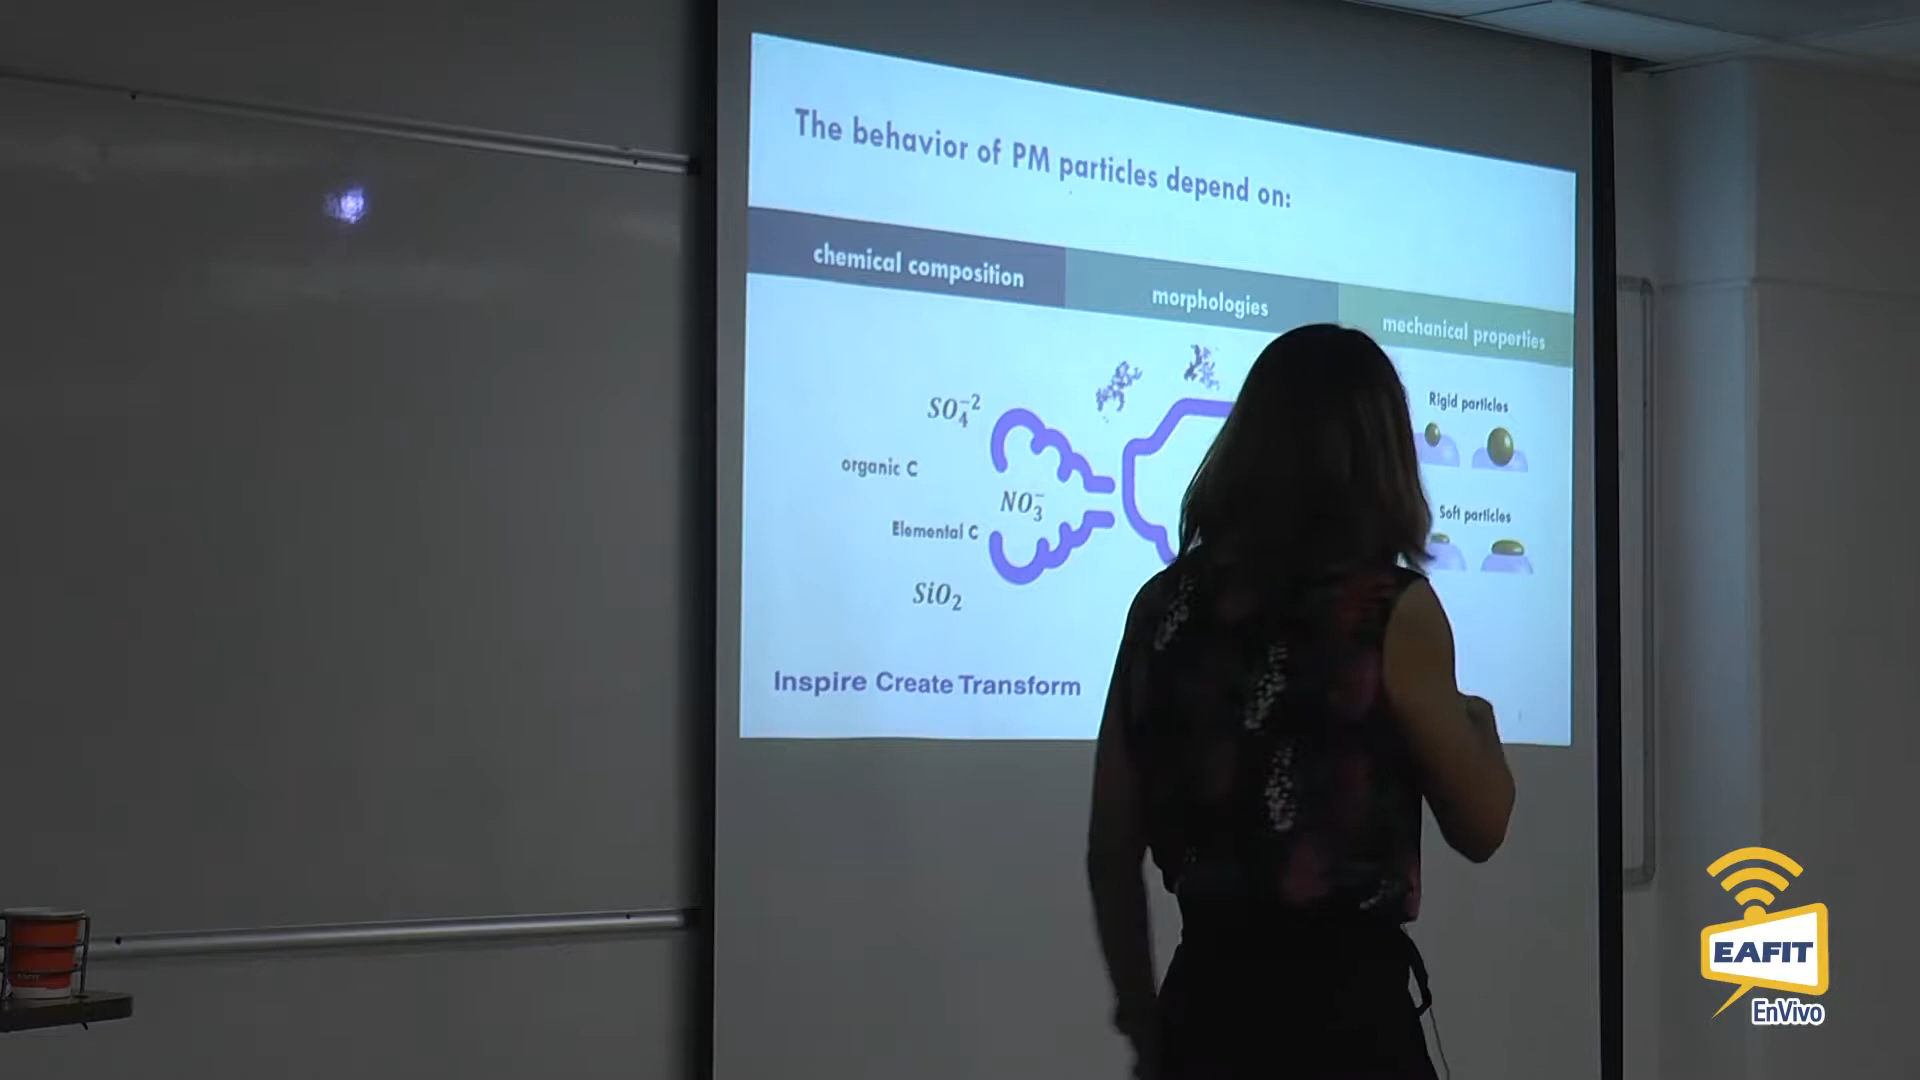 The behavior of PM particles depend on:
chemical composition
morphologies
mechanical properties
SO₄⁻²
organic C
NO₃⁻
Elemental C
SiO₂
Rigid particles
Soft particles
Inspire Create Transform
EAFIT
EnVivo